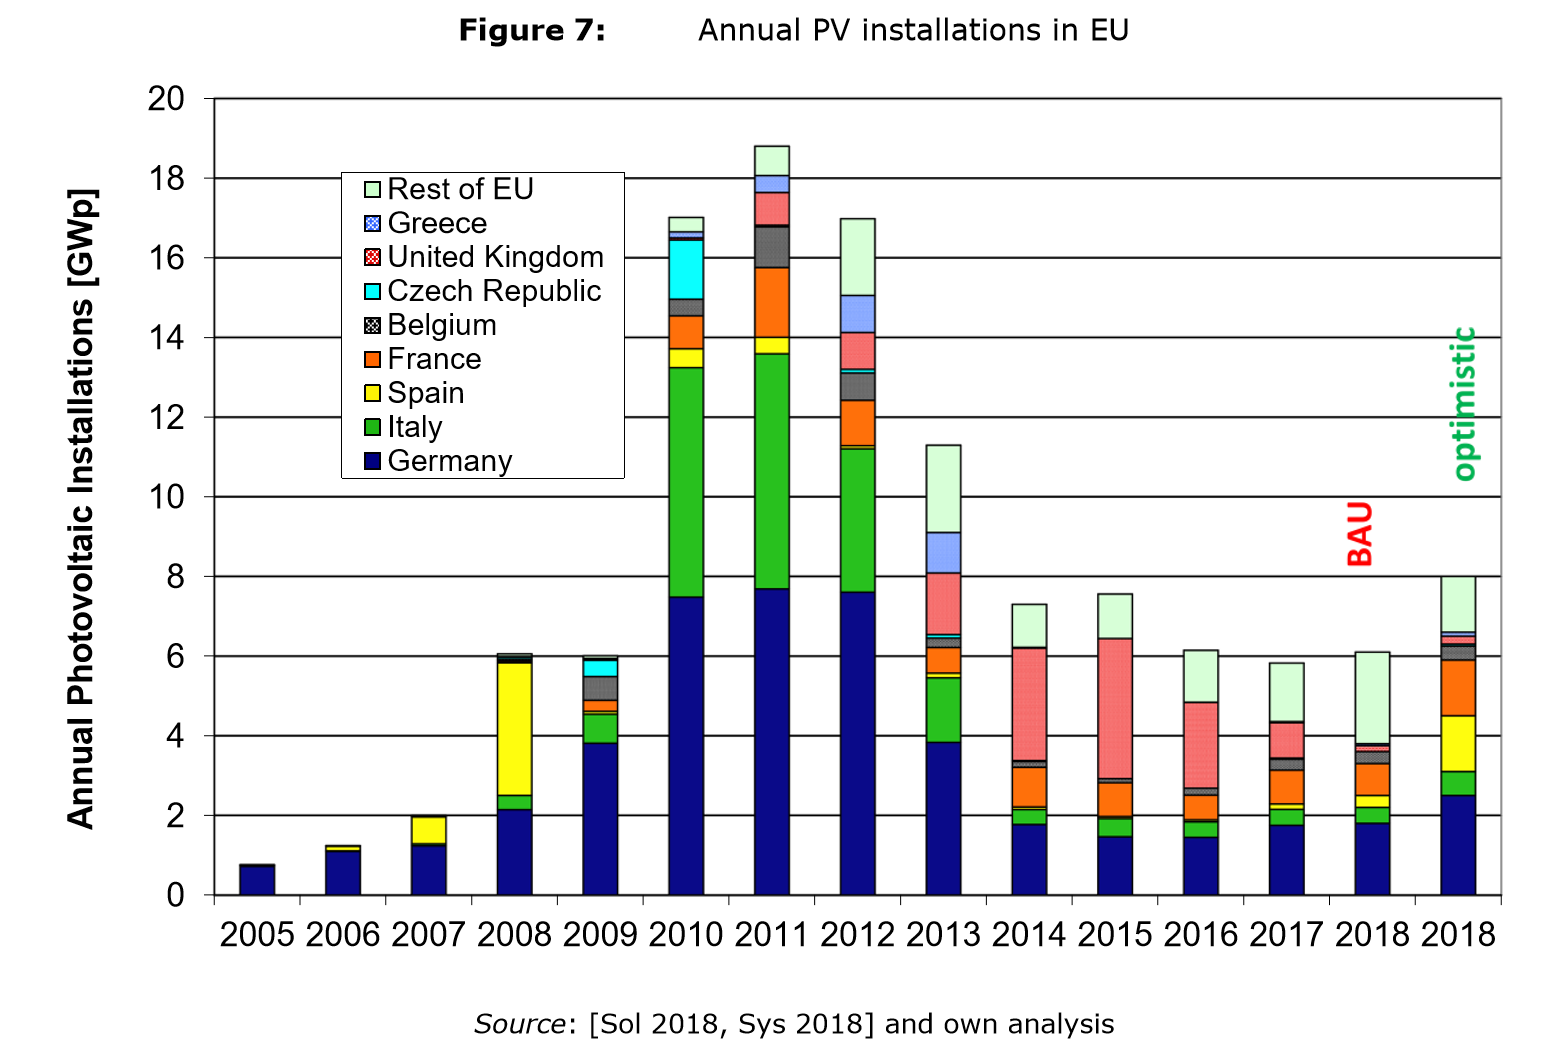 Figure 7: Annual PV installations in EU
Annual Photovoltaic Installations [GWp]
20
18
16
14
12
10
8
6
4
2
0
Rest of EU
Greece
United Kingdom
Czech Republic
Belgium
France
Spain
Italy
Germany
BAU
optimistic
2005 2006 2007 2008 2009 2010 2011 2012 2013 2014 2015 2016 2017 2018 2018
Source: [Sol 2018, Sys 2018] and own analysis